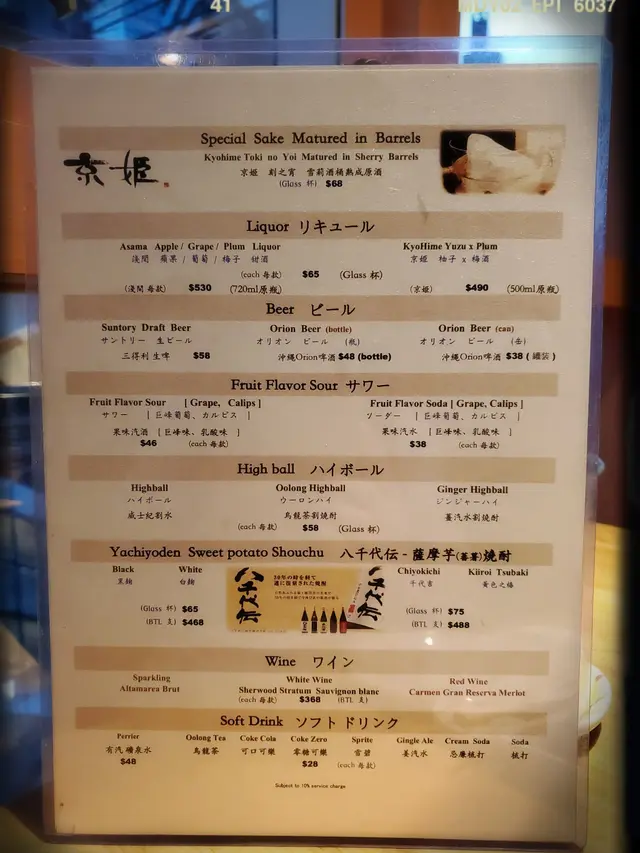 41
6037
Special Sake Matured in Barrels
京姫
Kyohime Toki no Yoi Matured in Sherry Barrels
京姬 刻之宵 雪莉酒桶熟成原酒
(Glass 杯) $68
Liquor リキュール
Asama Apple / Grape / Plum Liquor
淺間 蘋果 / 葡萄 / 梅子 甜酒
KyoHime Yuzu x Plum
京姬 柚子 x 梅酒
(each 每款) $65 (Glass 杯)
(淺間 每款) $530 (720ml原瓶)
(京姬) $490 (500ml原瓶)
Beer ビール
Suntory Draft Beer
サントリー 生ビール
三得利 生啤 $58
Orion Beer (bottle)
オリオン ビール (瓶)
沖縄Orion啤酒 $48 (bottle)
Orion Beer (can)
オリオン ビール (缶)
沖縄Orion啤酒 $38 ( 罐装 )
Fruit Flavor Sour サワー
Fruit Flavor Sour [ Grape, Calips ]
サワー [ 巨峰葡萄、カルピス ]
果味汽酒 [ 巨峰味、乳酸味 ]
$46 (each 每款)
Fruit Flavor Soda [ Grape, Calips ]
ソーダー [ 巨峰葡萄、カルピス ]
果味汽水 [ 巨峰味、乳酸味 ]
$38 (each 每款)
High ball ハイボール
Highball
ハイボール
威士紀割水
Oolong Highball
ウーロンハイ
烏龍茶割燒酎
Ginger Highball
ジンジャーハイ
薑汽水割燒酎
(each 每款) $58 (Glass 杯)
Yachiyoden Sweet potato Shouchu 八千代伝 - 薩摩芋(蕃薯)焼酎
Black
黒麹
White
白麹
(Glass 杯) $65
(BTL 支) $468
八千代伝
八千代伝
Chiyokichi
千代吉
Kiiroi Tsubaki
黃色之椿
(Glass 杯) $75
(BTL 支) $488
Wine ワイン
Sparkling
Altamarea Brut
White Wine
Sherwood Stratum Sauvignon blanc
Red Wine
Carmen Gran Reserva Merlot
(each 每款) $368 (BTL 支)
Soft Drink ソフトドリンク
Perrier
有汽 礦泉水
$48
Oolong Tea
烏龍茶
Coke Cola
可口可樂
Coke Zero
零糖可樂
Sprite
雪碧
Gingle Ale
薑汽水
Cream Soda
忌廉梳打
Soda
梳打
$28 (each 每款)
Subject to 10% service charge